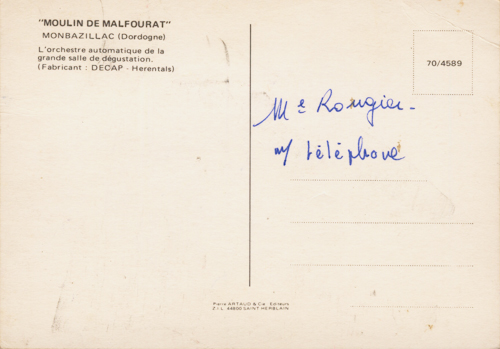 "MOULIN DE MALFOURAT"
MONBAZILLAC (Dordogne)
L'orchestre automatique de la
grande salle de dégustation.
(Fabricant : DECAP - Herentals)
70/4589
Me Rougier.
téléphone
Pierre ARTAUD & Cie Editeurs
Z.I.L. 44800 SAINT HERBLAIN